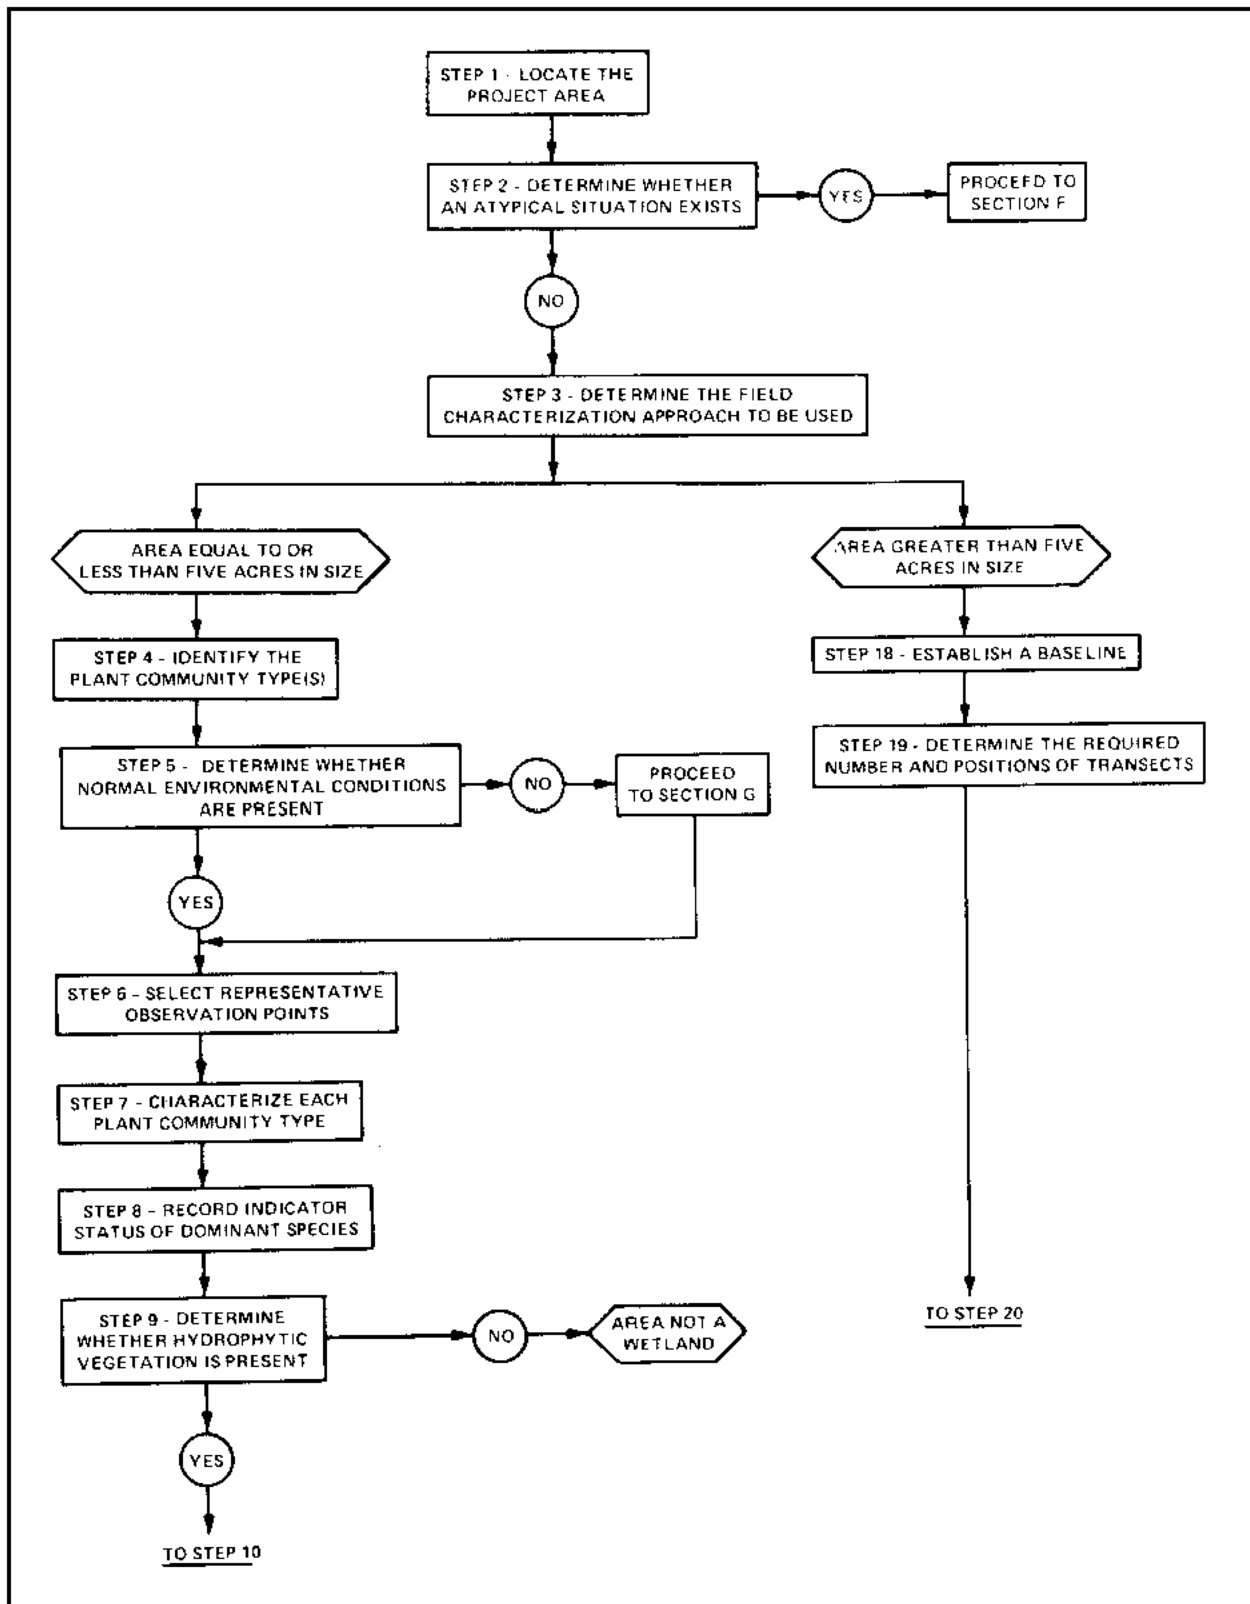 STEP 1 - LOCATE THE
PROJECT AREA
STEP 2 - DETERMINE WHETHER
AN ATYPICAL SITUATION EXISTS
YES
PROCEED TO
SECTION F
NO
STEP 3 - DETERMINE THE FIELD
CHARACTERIZATION APPROACH TO BE USED
AREA EQUAL TO OR
LESS THAN FIVE ACRES IN SIZE
STEP 4 - IDENTIFY THE
PLANT COMMUNITY TYPE(S)
STEP 5 - DETERMINE WHETHER
NORMAL ENVIRONMENTAL CONDITIONS
ARE PRESENT
NO
PROCEED
TO SECTION G
YES
STEP 6 - SELECT REPRESENTATIVE
OBSERVATION POINTS
STEP 7 - CHARACTERIZE EACH
PLANT COMMUNITY TYPE
STEP 8 - RECORD INDICATOR
STATUS OF DOMINANT SPECIES
STEP 9 - DETERMINE
WHETHER HYDROPHYTIC
VEGETATION IS PRESENT
NO
AREA NOT A
WETLAND
YES
TO STEP 10
AREA GREATER THAN FIVE
ACRES IN SIZE
STEP 18 - ESTABLISH A BASELINE
STEP 19 - DETERMINE THE REQUIRED
NUMBER AND POSITIONS OF TRANSECTS
TO STEP 20